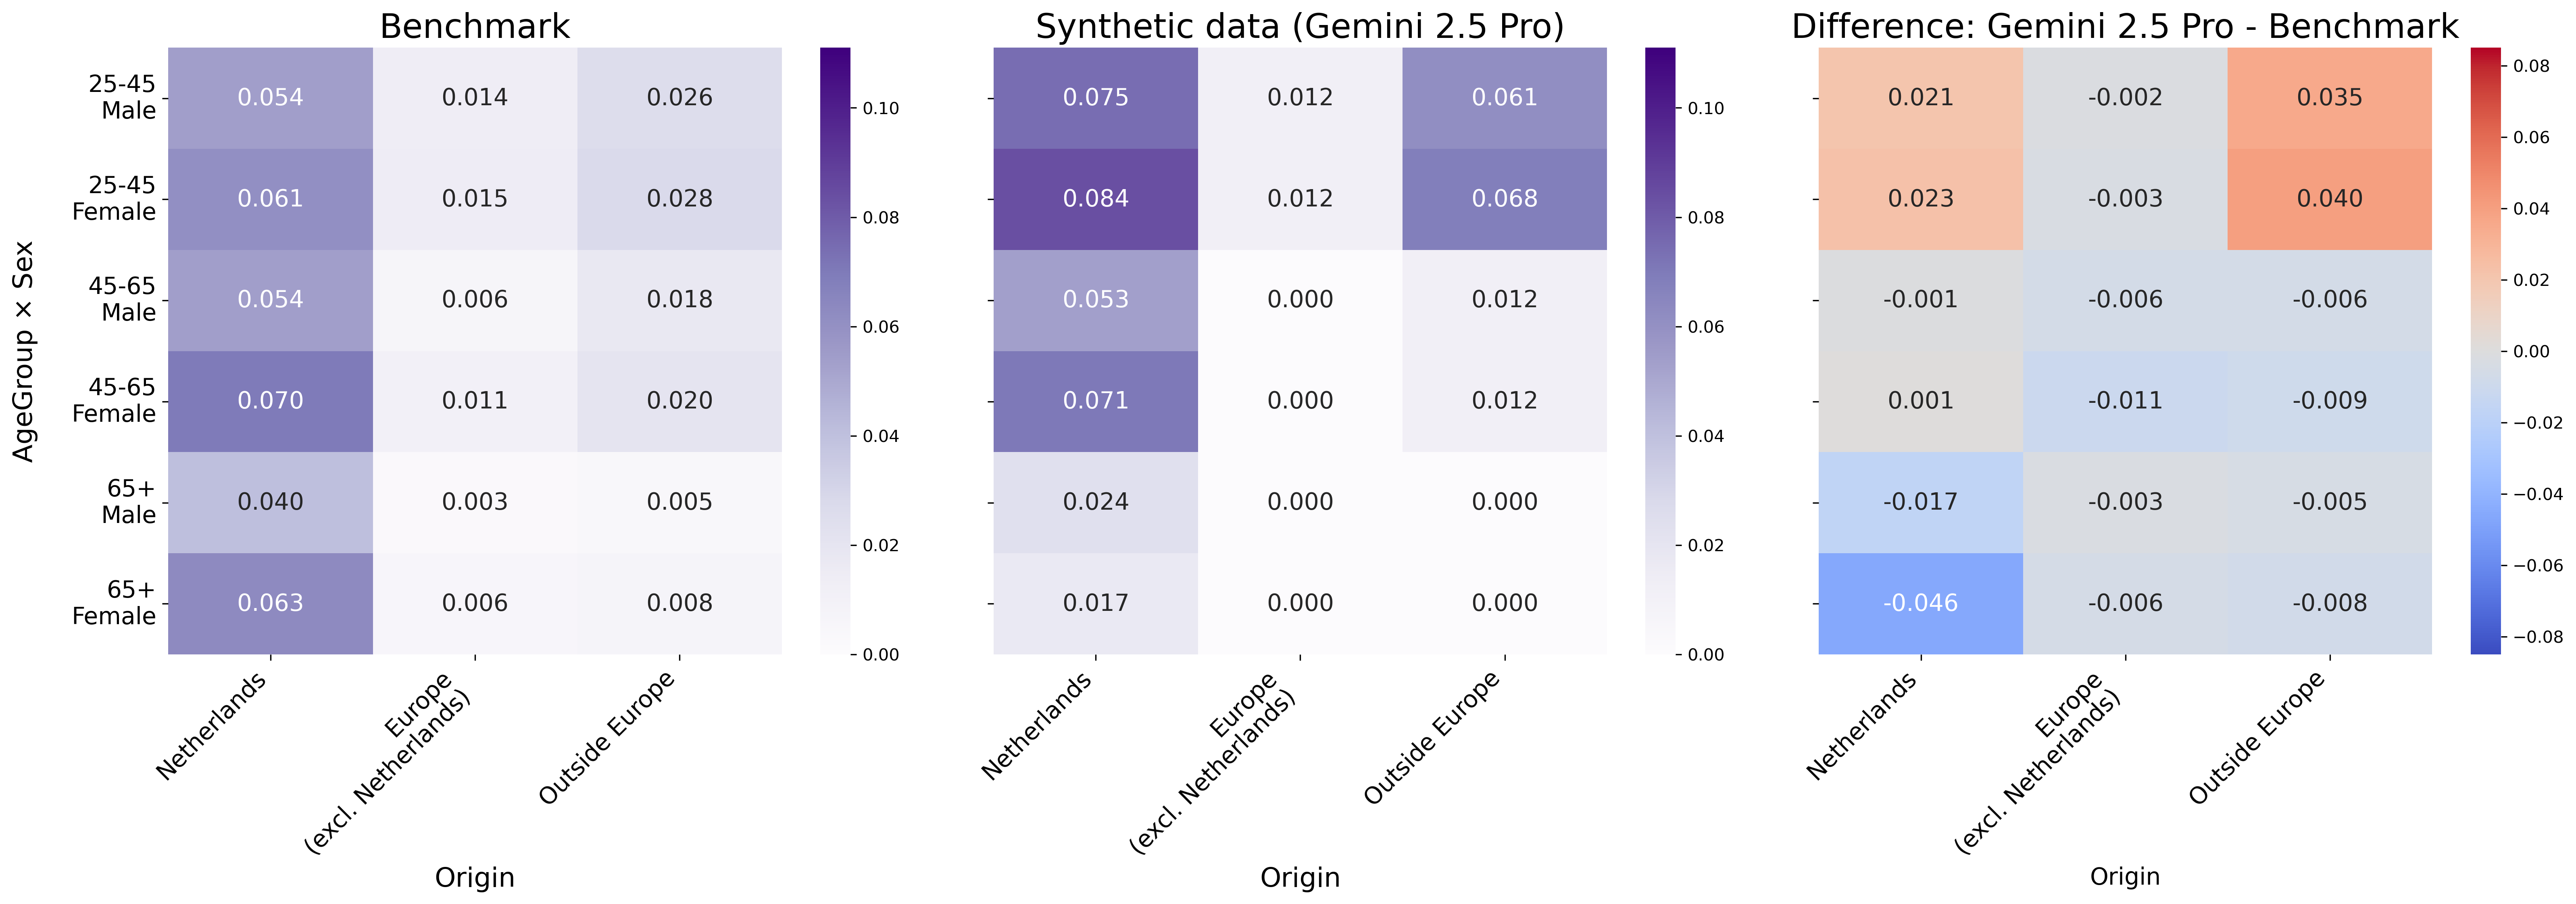 Benchmark
Synthetic data (Gemini 2.5 Pro)
Difference: Gemini 2.5 Pro - Benchmark
AgeGroup × Sex
25-45
Male
25-45
Female
45-65
Male
45-65
Female
65+
Male
65+
Female
0.054 0.014 0.026
0.061 0.015 0.028
0.054 0.006 0.018
0.070 0.011 0.020
0.040 0.003 0.005
0.063 0.006 0.008
0.10
0.08
0.06
0.04
0.02
0.00
Netherlands
Europe
(excl. Netherlands)
Outside Europe
Origin
0.075 0.012 0.061
0.084 0.012 0.068
0.053 0.000 0.012
0.071 0.000 0.012
0.024 0.000 0.000
0.017 0.000 0.000
0.10
0.08
0.06
0.04
0.02
0.00
Netherlands
Europe
(excl. Netherlands)
Outside Europe
Origin
0.021 -0.002 0.035
0.023 -0.003 0.040
-0.001 -0.006 -0.006
0.001 -0.011 -0.009
-0.017 -0.003 -0.005
-0.046 -0.006 -0.008
0.08
0.06
0.04
0.02
0.00
−0.02
−0.04
−0.06
−0.08
Netherlands
Europe
(excl. Netherlands)
Outside Europe
Origin